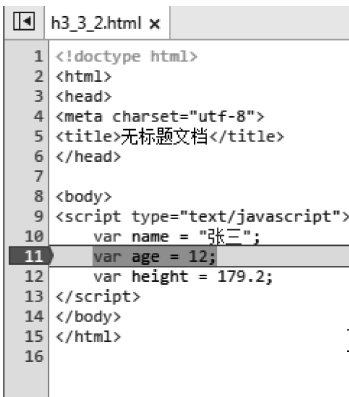 h3_3_2.html ×
1 <!doctype html>
2 <html>
3 <head>
4 <meta charset="utf-8">
5 <title>无标题文档</title>
6 </head>
7
8 <body>
9 <script type="text/javascript">
10 var name = "张三";
11 var age = 12;
12 var height = 179.2;
13 </script>
14 </body>
15 </html>
16